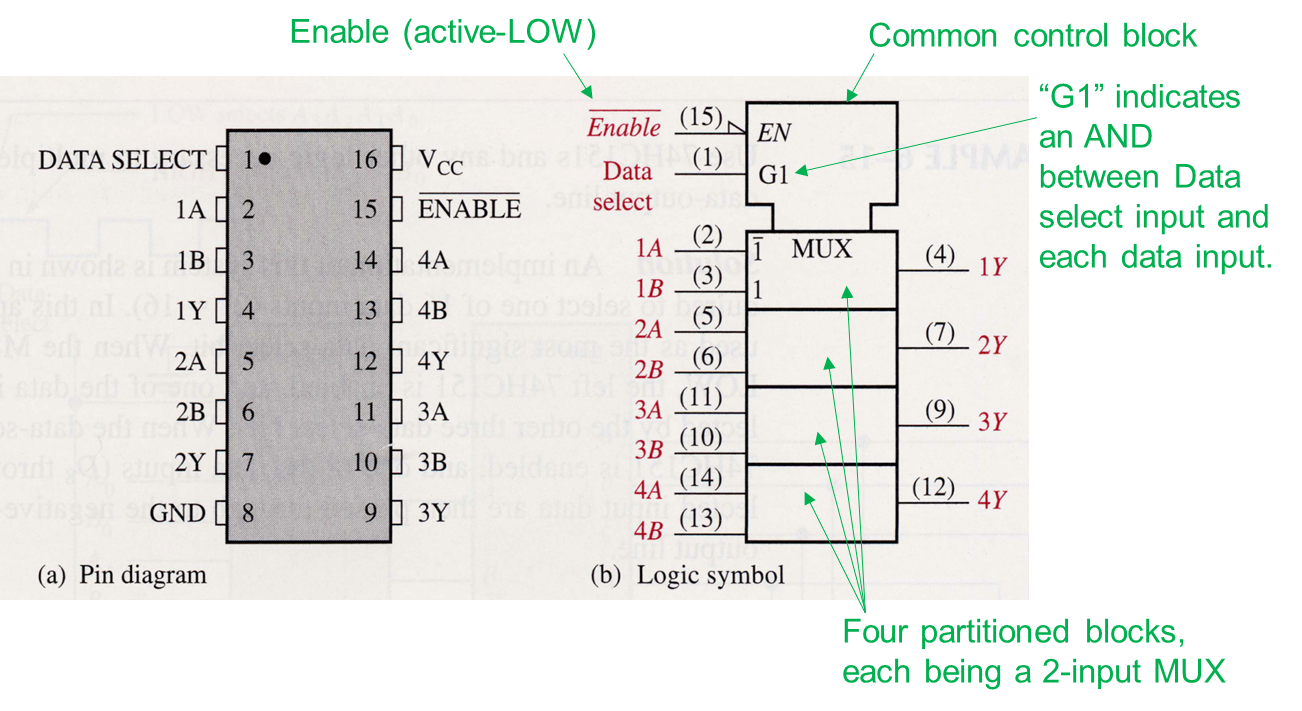 Enable (active-LOW)
Common control block
“G1” indicates
an AND
between Data
select input and
each data input.
DATA SELECT 1 16 VCC
1A 2 15 ENABLE
1B 3 14 4A
1Y 4 13 4B
2A 5 12 4Y
2B 6 11 3A
2Y 7 10 3B
GND 8 9 3Y
(a) Pin diagram
Enable (15) EN
Data (1) G1
select
1A (2) 1̅ MUX
(4) 1Y
1B (3) 1
2A (5)
(7) 2Y
2B (6)
3A (11)
(9) 3Y
3B (10)
4A (14)
(12) 4Y
4B (13)
(b) Logic symbol
Four partitioned blocks,
each being a 2-input MUX